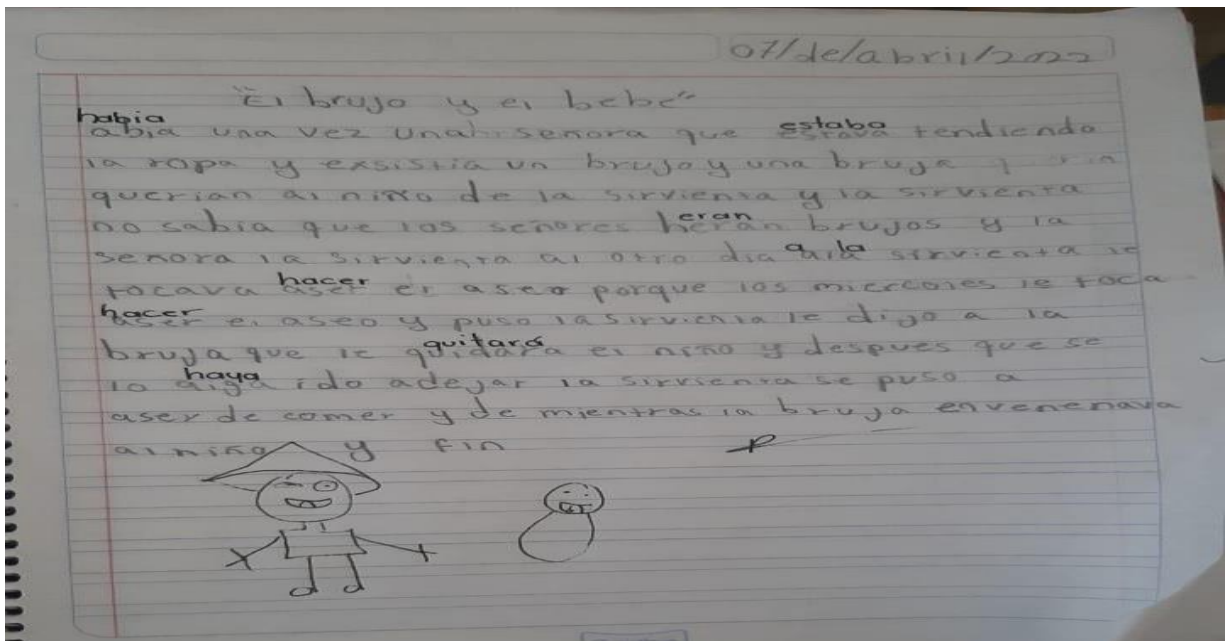 07/de/abril/2022
"El brujo y el bebe"
habia estaba
abia una vez una señora que estava tendiendo
la ropa y exsistia un brujo y una bruja y
querian al niño de la sirvienta y la sirvienta
eran
no sabia que los señores heran brujos y la
a la
senora la sirvienta al otro dia sirvienta le
hacer
tocava aser el aseo porque los miercoles le toca
hacer
aser el aseo y puso la sirvienta le dijo a la
quitara
bruja que le quidara el niño y despues que se
haya
lo aiga ido adejar la sirvienta se puso a
aser de comer y de mientras la bruja envenenava
al niño y fin